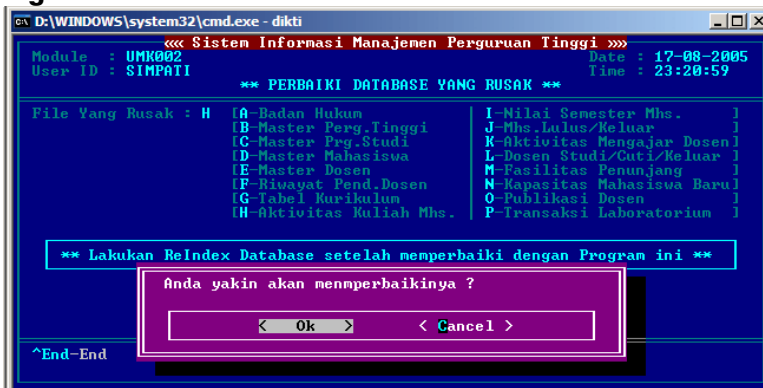 D:\WINDOWS\system32\cmd.exe - dikti
«« Sistem Informasi Manajemen Perguruan Tinggi »»
Module : UMK002 Date : 17-08-2005
User ID : SIMPATI Time : 23:20:59
** PERBAIKI DATABASE YANG RUSAK **
File Yang Rusak : H [A-Badan Hukum I-Nilai Semester Mhs. ]
[B-Master Perg.Tinggi J-Mhs.Lulus/Keluar ]
[C-Master Prg.Studi K-Aktivitas Mengajar Dosen]
[D-Master Mahasiswa L-Dosen Studi/Cuti/Keluar ]
[E-Master Dosen M-Fasilitas Penunjang ]
[F-Riwayat Pend.Dosen N-Kapasitas Mahasiswa Baru]
[G-Tabel Kurikulum O-Publikasi Dosen ]
[H-Aktivitas Kuliah Mhs. P-Transaksi Laboratorium ]
** Lakukan ReIndex Database setelah memperbaiki dengan Program ini **
Anda yakin akan menmperbaikinya ?
< Ok > < Cancel >
^End-End